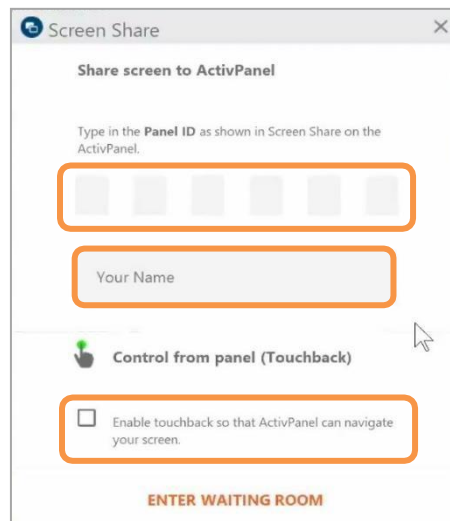 Screen Share
Share screen to ActivPanel
Type in the Panel ID as shown in Screen Share on the
ActivPanel.
Your Name
Control from panel (Touchback)
Enable touchback so that ActivPanel can navigate
your screen.
ENTER WAITING ROOM